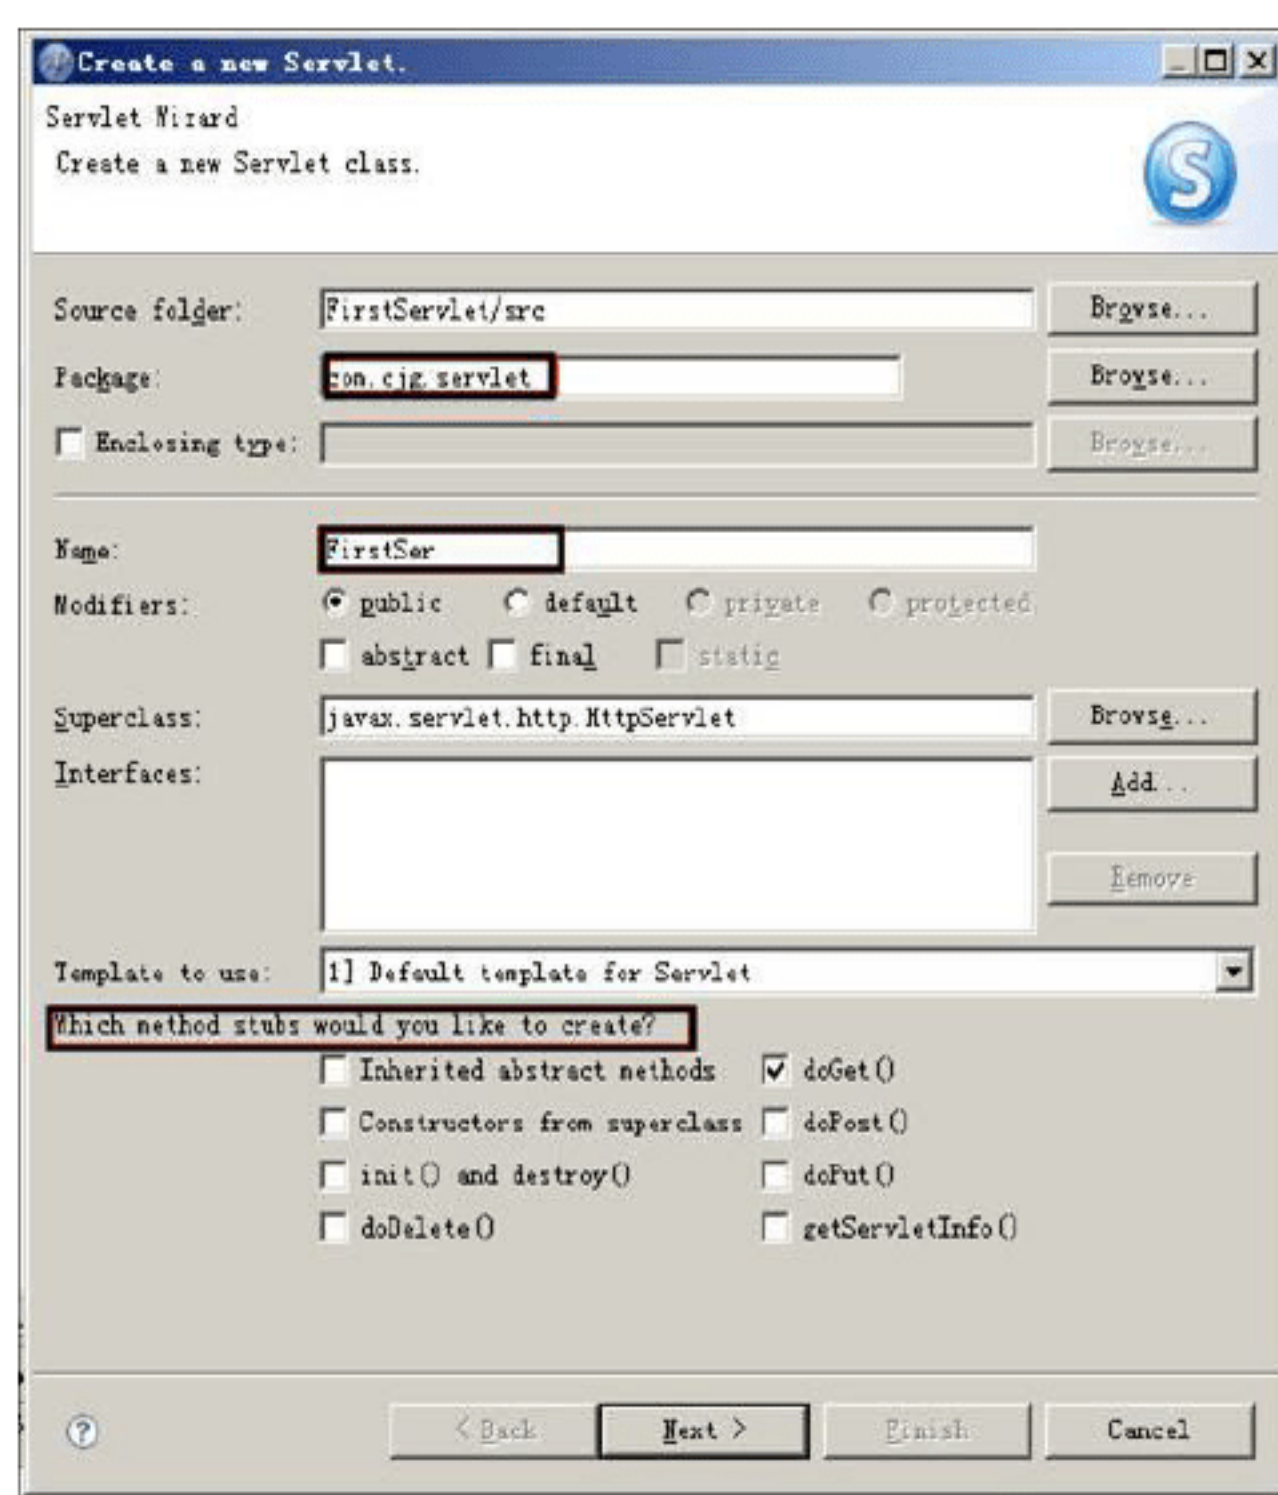 Create a new Servlet.
Servlet Wizard
Create a new Servlet class.
S
Source folder: FirstServlet/src Browse...
Package: com.cjg.servlet Browse...
Enclosing type: Browse...
Name: FirstSer
Modifiers: public default private protected
abstract final static
Superclass: javax.servlet.http.HttpServlet Browse...
Interfaces: Add...
Remove
Template to use: 1] Default template for Servlet
Which method stubs would you like to create?
Inherited abstract methods doGet()
Constructors from superclass doPost()
init() and destroy() doPut()
doDelete() getServletInfo()
? < Back Next > Finish Cancel